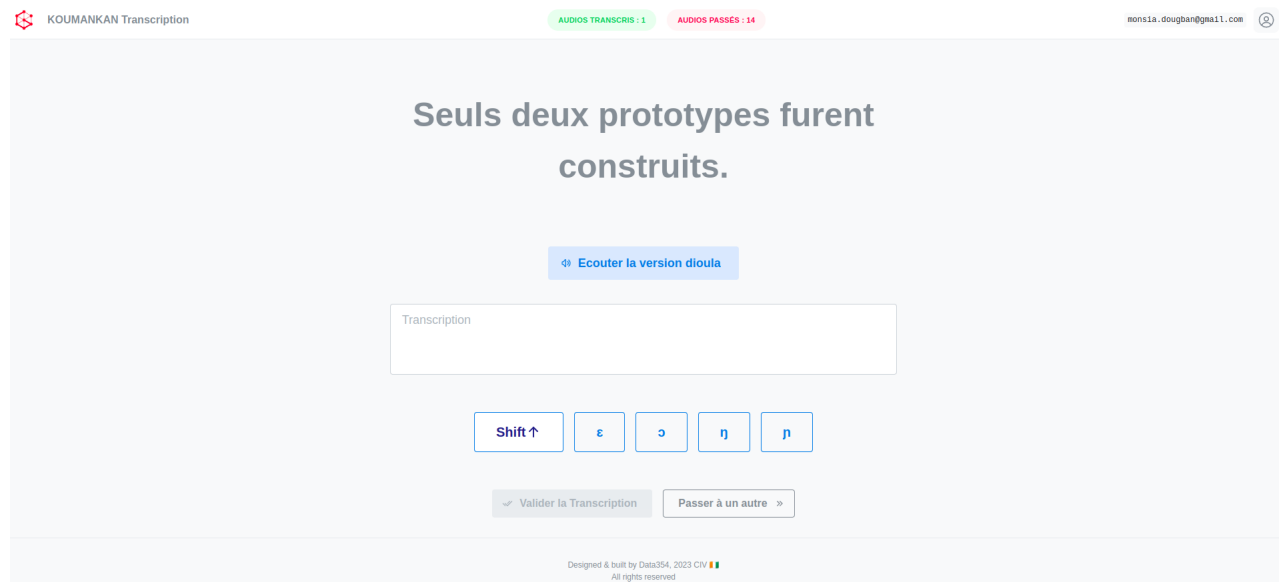 KOUMANKAN Transcription
AUDIOS TRANSCRIS : 1
AUDIOS PASSÉS : 14
monsia.dougban@gmail.com
Seuls deux prototypes furent
construits.
Ecouter la version dioula
Transcription
Shift↑ ɛ ɔ ŋ ɲ
Valider la Transcription
Passer à un autre »
Designed & built by Data354, 2023 CIV 🇨🇮
All rights reserved